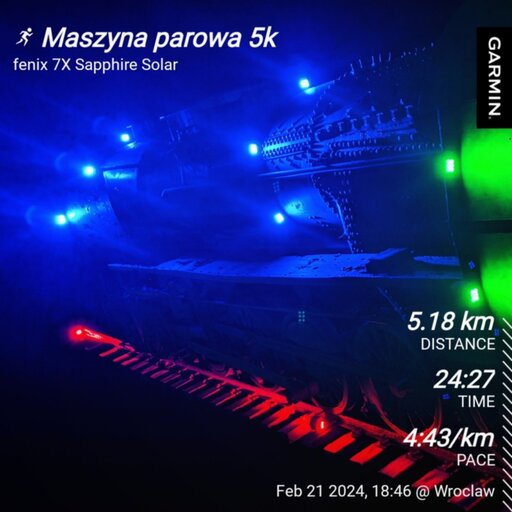 Maszyna parowa 5k
fenix 7X Sapphire Solar
GARMIN.
5.18 km
DISTANCE
24:27
TIME
4:43/km
PACE
Feb 21 2024, 18:46 @ Wroclaw